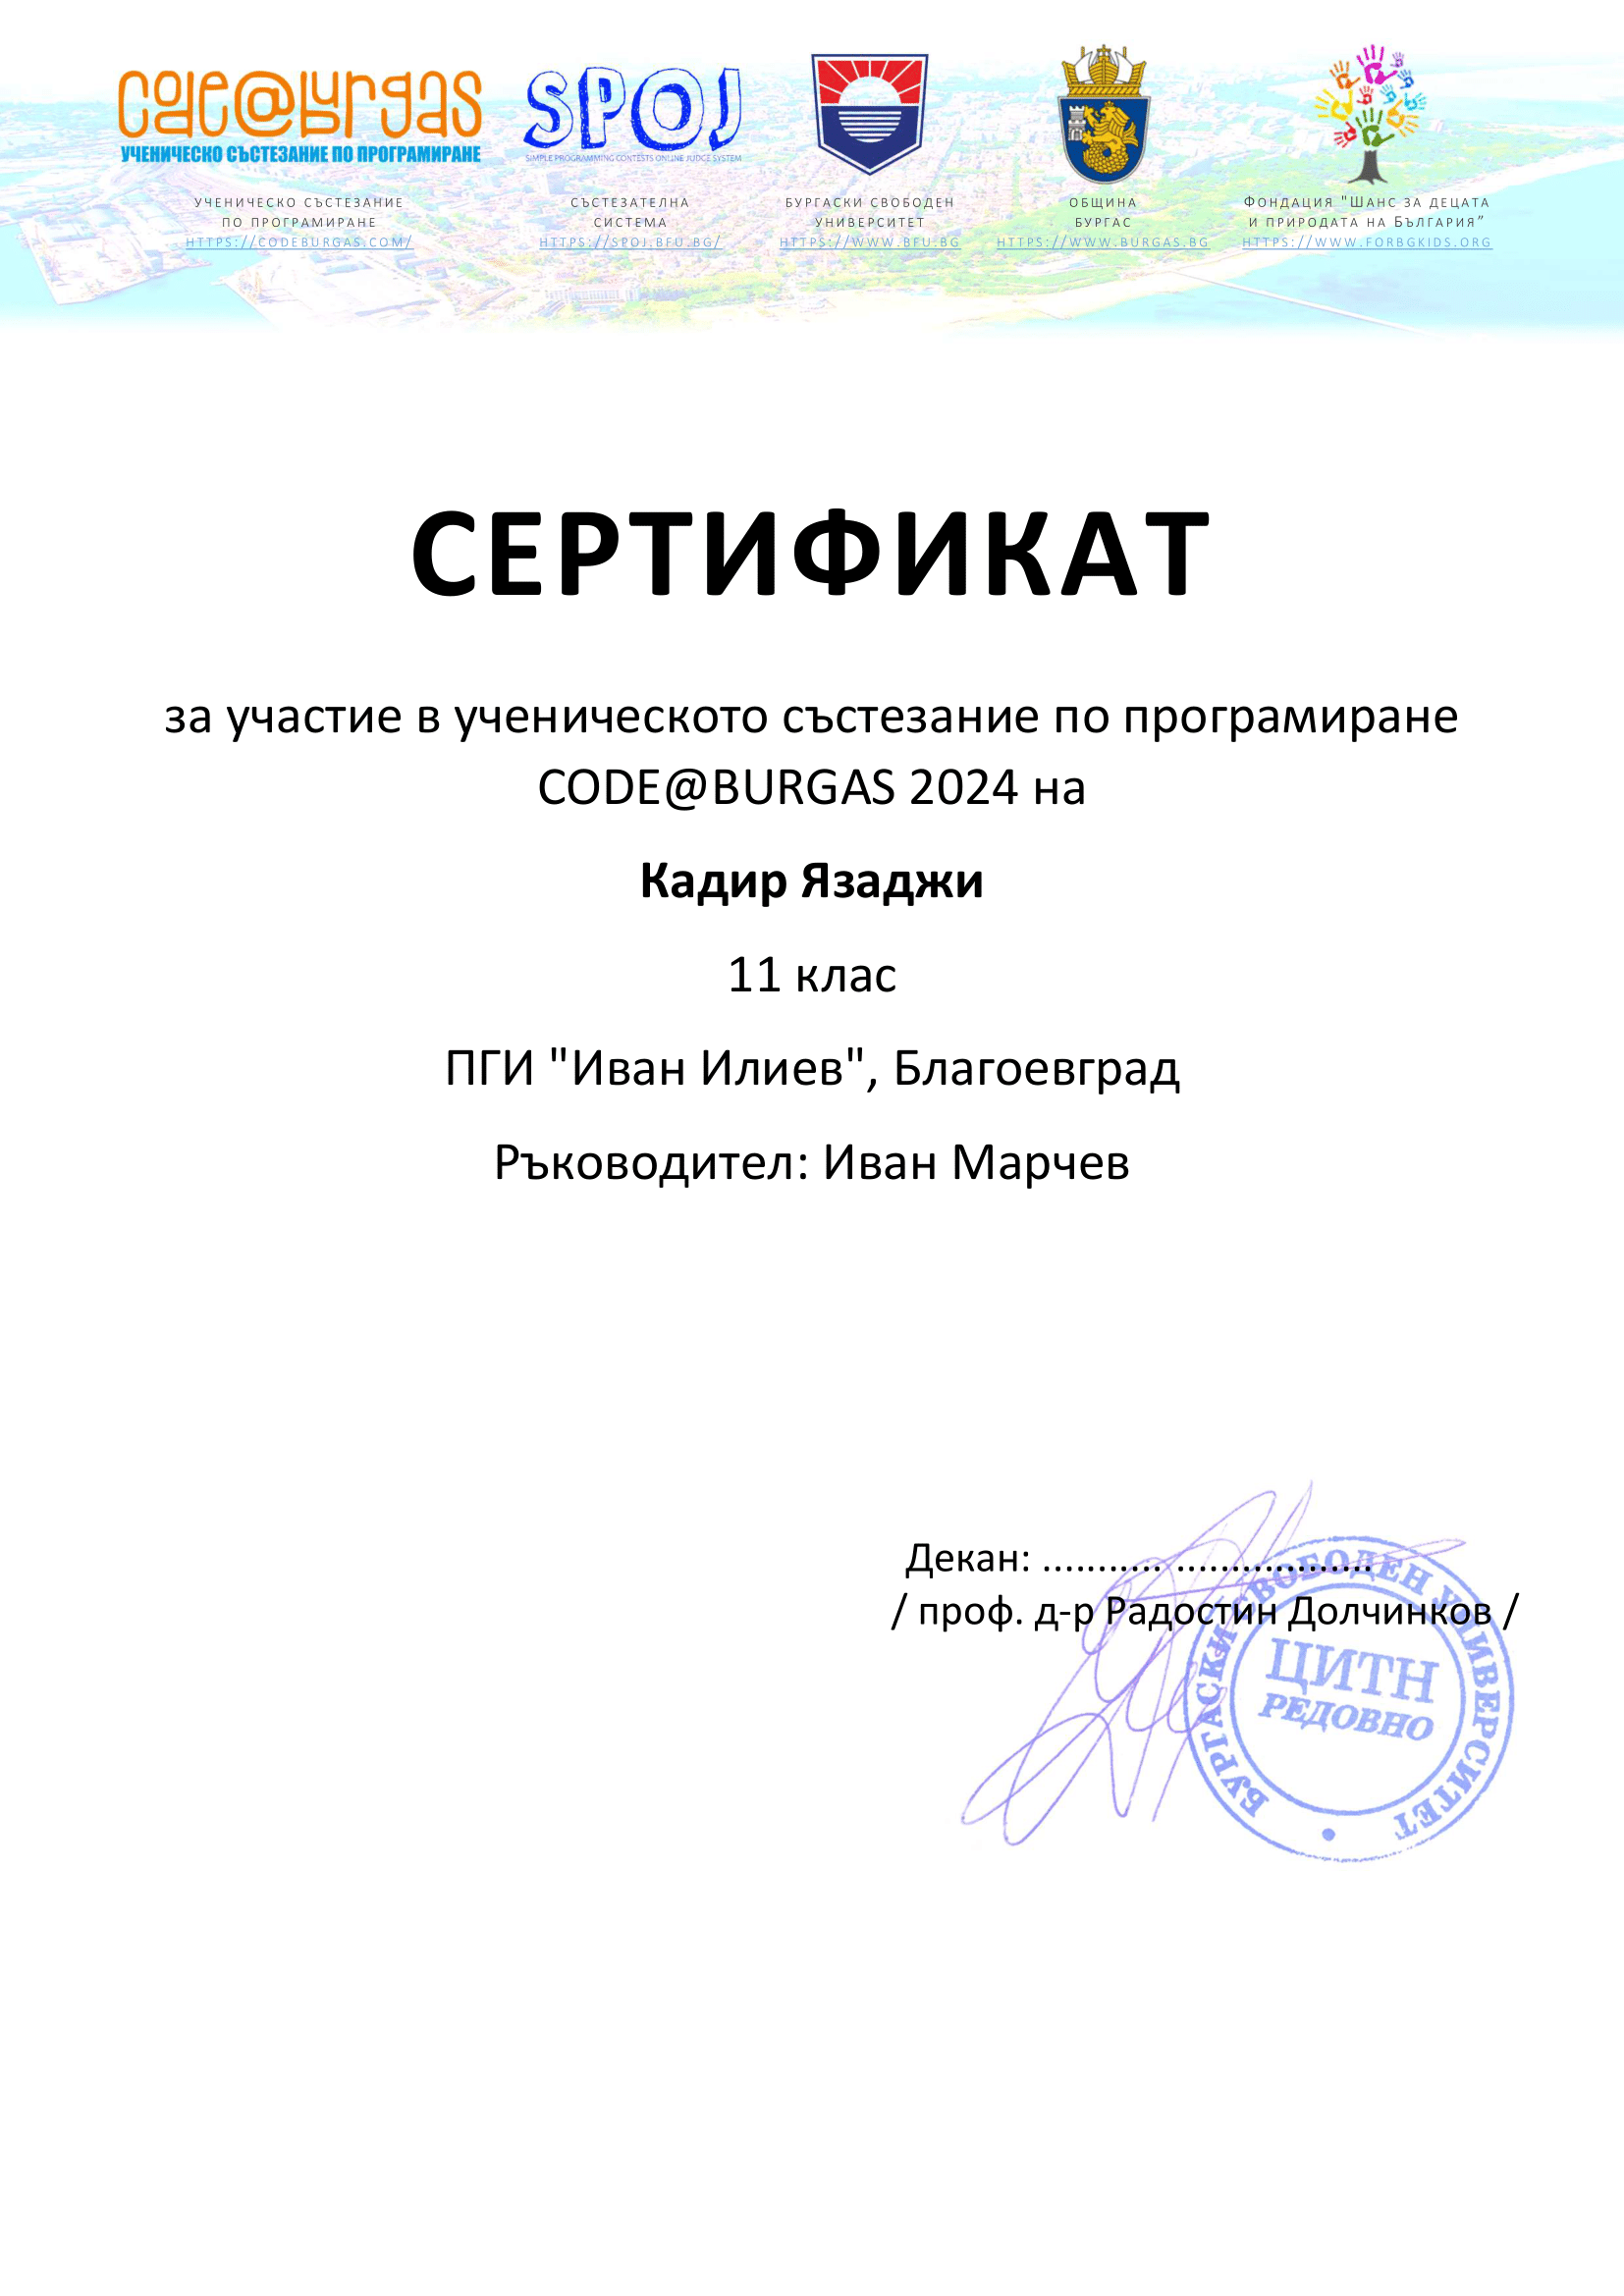 code@burgas
УЧЕНИЧЕСКО СЪСТЕЗАНИЕ ПО ПРОГРАМИРАНЕ
УЧЕНИЧЕСКО СЪСТЕЗАНИЕ
ПО ПРОГРАМИРАНЕ
HTTPS://CODEBURGAS.COM/
SPOJ
SIMPLE PROGRAMMING CONTESTS ONLINE JUDGE SYSTEM
СЪСТЕЗАТЕЛНА
СИСТЕМА
HTTPS://SPOJ.BFU.BG/
БУРГАСКИ СВОБОДЕН
УНИВЕРСИТЕТ
HTTPS://WWW.BFU.BG
ОБЩИНА
БУРГАС
HTTPS://WWW.BURGAS.BG
ФОНДАЦИЯ "ШАНС ЗА ДЕЦАТА
И ПРИРОДАТА НА БЪЛГАРИЯ"
HTTPS://WWW.FORBGKIDS.ORG
СЕРТИФИКАТ
за участие в ученическото състезание по програмиране
CODE@BURGAS 2024 на
Кадир Язаджи
11 клас
ПГИ "Иван Илиев", Благоевград
Ръководител: Иван Марчев
Декан: .............................
/ проф. д-р Радостин Долчинков /
БУРГАСКИ СВОБОДЕН УНИВЕРСИТЕТ
ЦИТН
РЕДОВНО